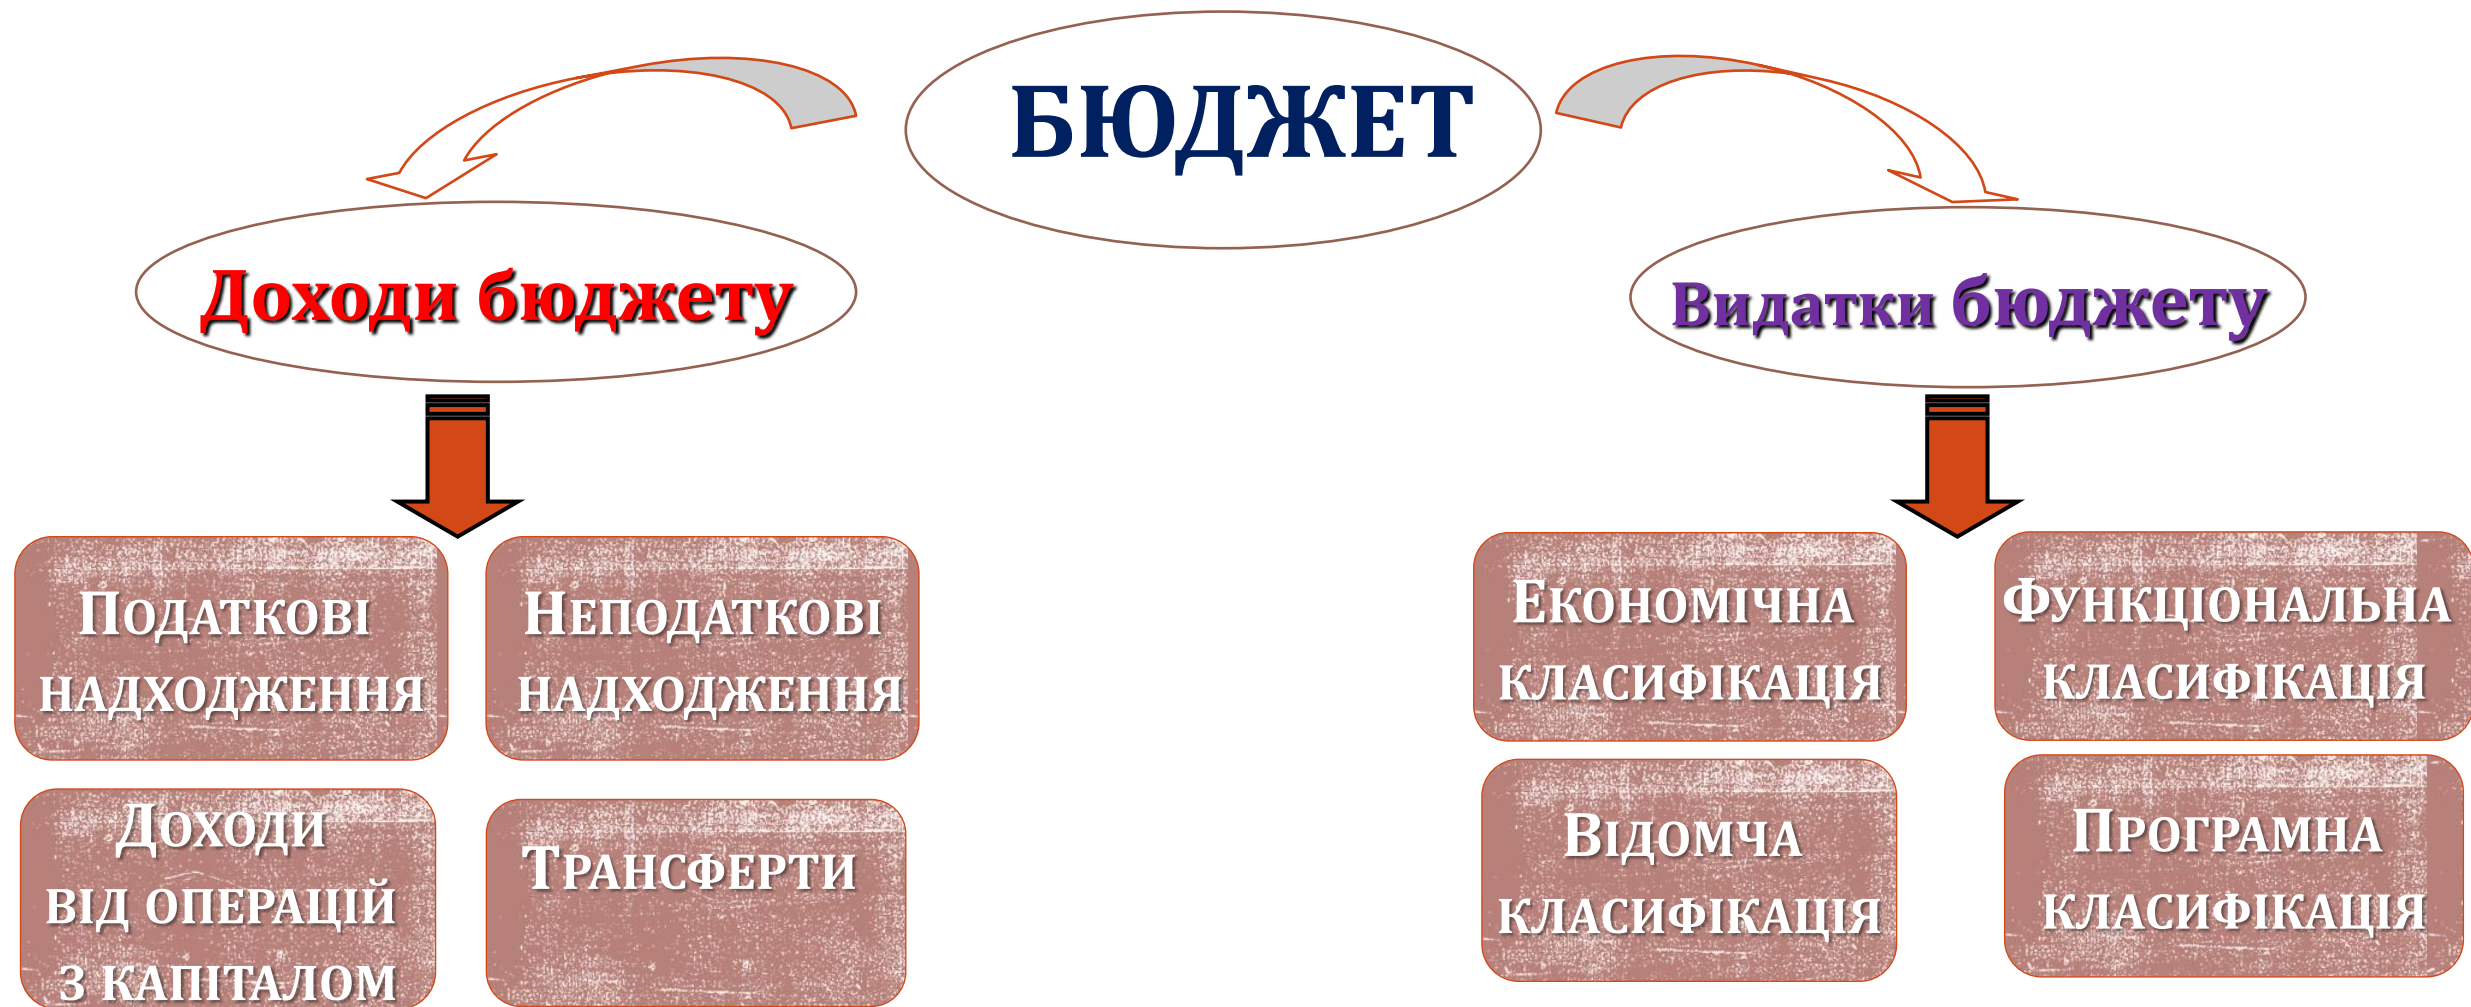 БЮДЖЕТ
Доходи бюджету
Видатки бюджету
Податкові
надходження
Неподаткові
надходження
Доходи
від операцій
з капіталом
Трансферти
Економічна
класифікація
Функціональна
класифікація
Відомча
класифікація
Програмна
класифікація